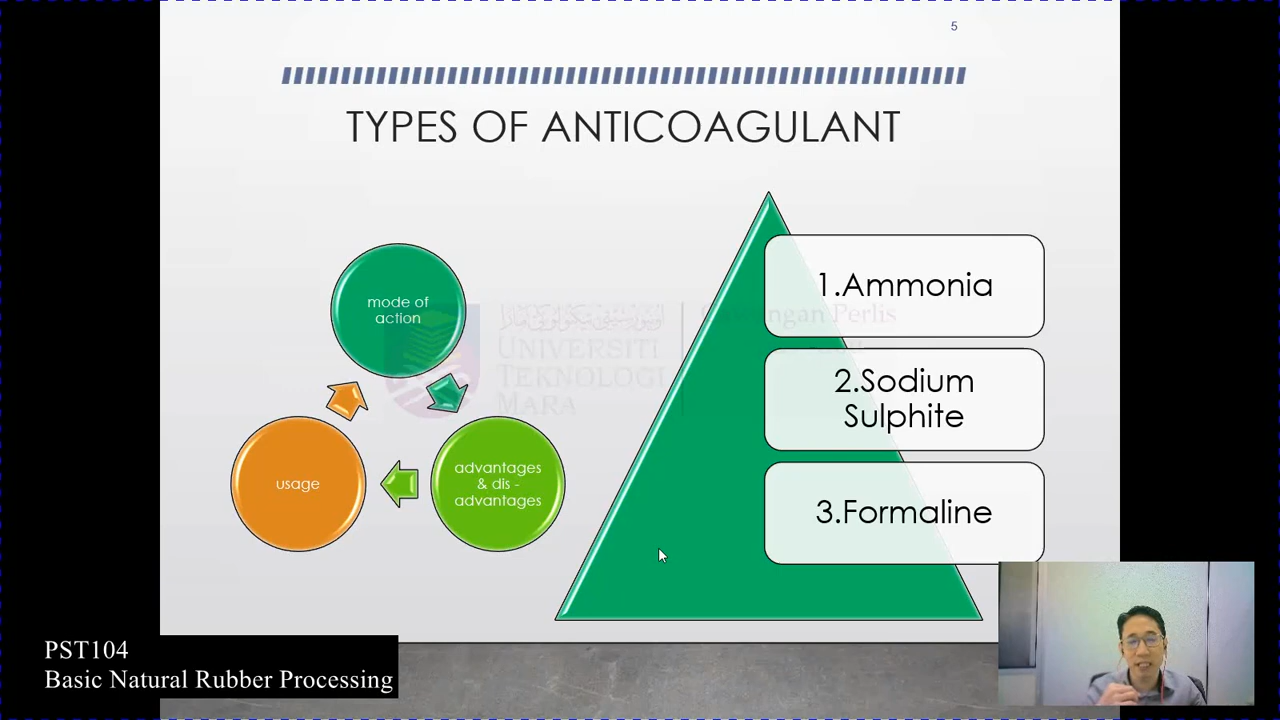 5
TYPES OF ANTICOAGULANT
mode of
action
usage
advantages
& dis -
advantages
1.Ammonia
2.Sodium
Sulphite
3.Formaline
UNIVERSITI
TEKNOLOGI
MARA
PST104
Basic Natural Rubber Processing